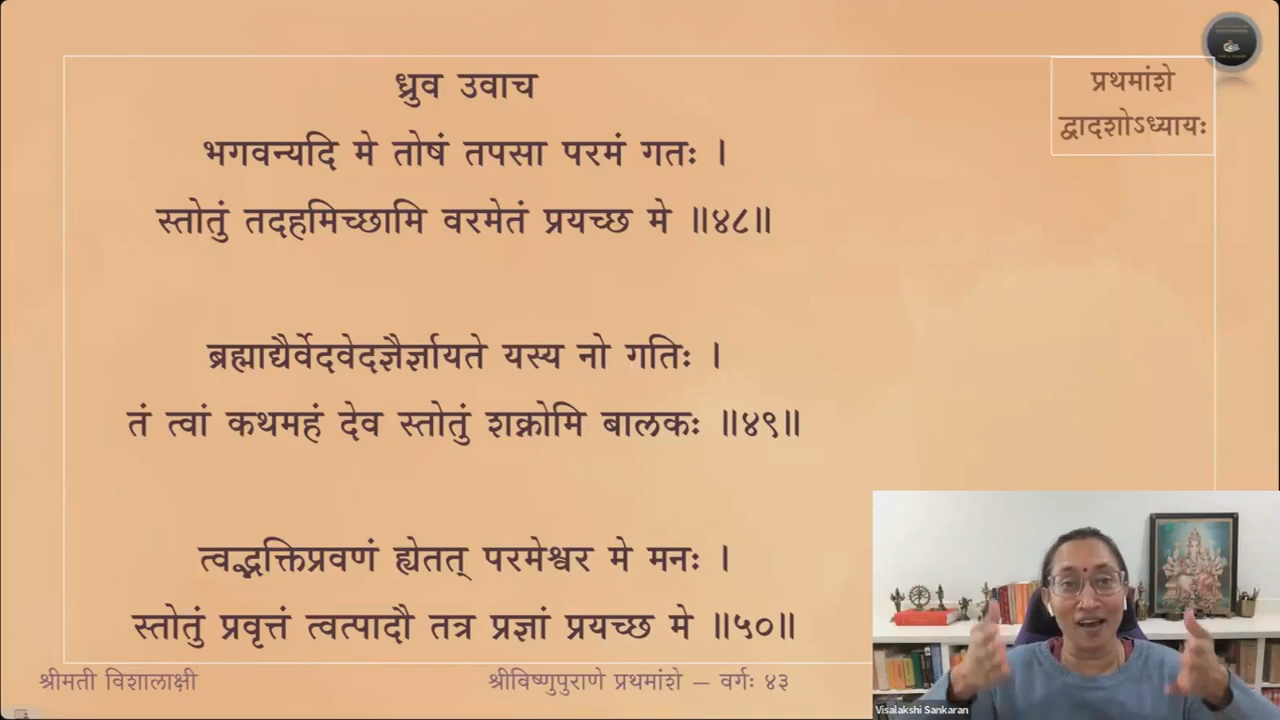 ध्रुव उवाच
प्रथमांशे
द्वादशोऽध्यायः
भगवन्यदि मे तोषं तपसा परमं गतः ।
स्तोतुं तदहमिच्छामि वरमेतं प्रयच्छ मे ॥४८॥
ब्रह्माद्यैर्वेदवेदज्ञैर्ज्ञायते यस्य नो गतिः ।
तं त्वां कथमहं देव स्तोतुं शक्नोमि बालकः ॥४९॥
त्वद्भक्तिप्रवणं ह्येतत् परमेश्वर मे मनः ।
स्तोतुं प्रवृत्तं त्वत्पादौ तत्र प्रज्ञां प्रयच्छ मे ॥५०॥
श्रीमती विशालाक्षी
श्रीविष्णुपुराणे प्रथमांशे – वर्गः ४३
Visalakshi Sankaran